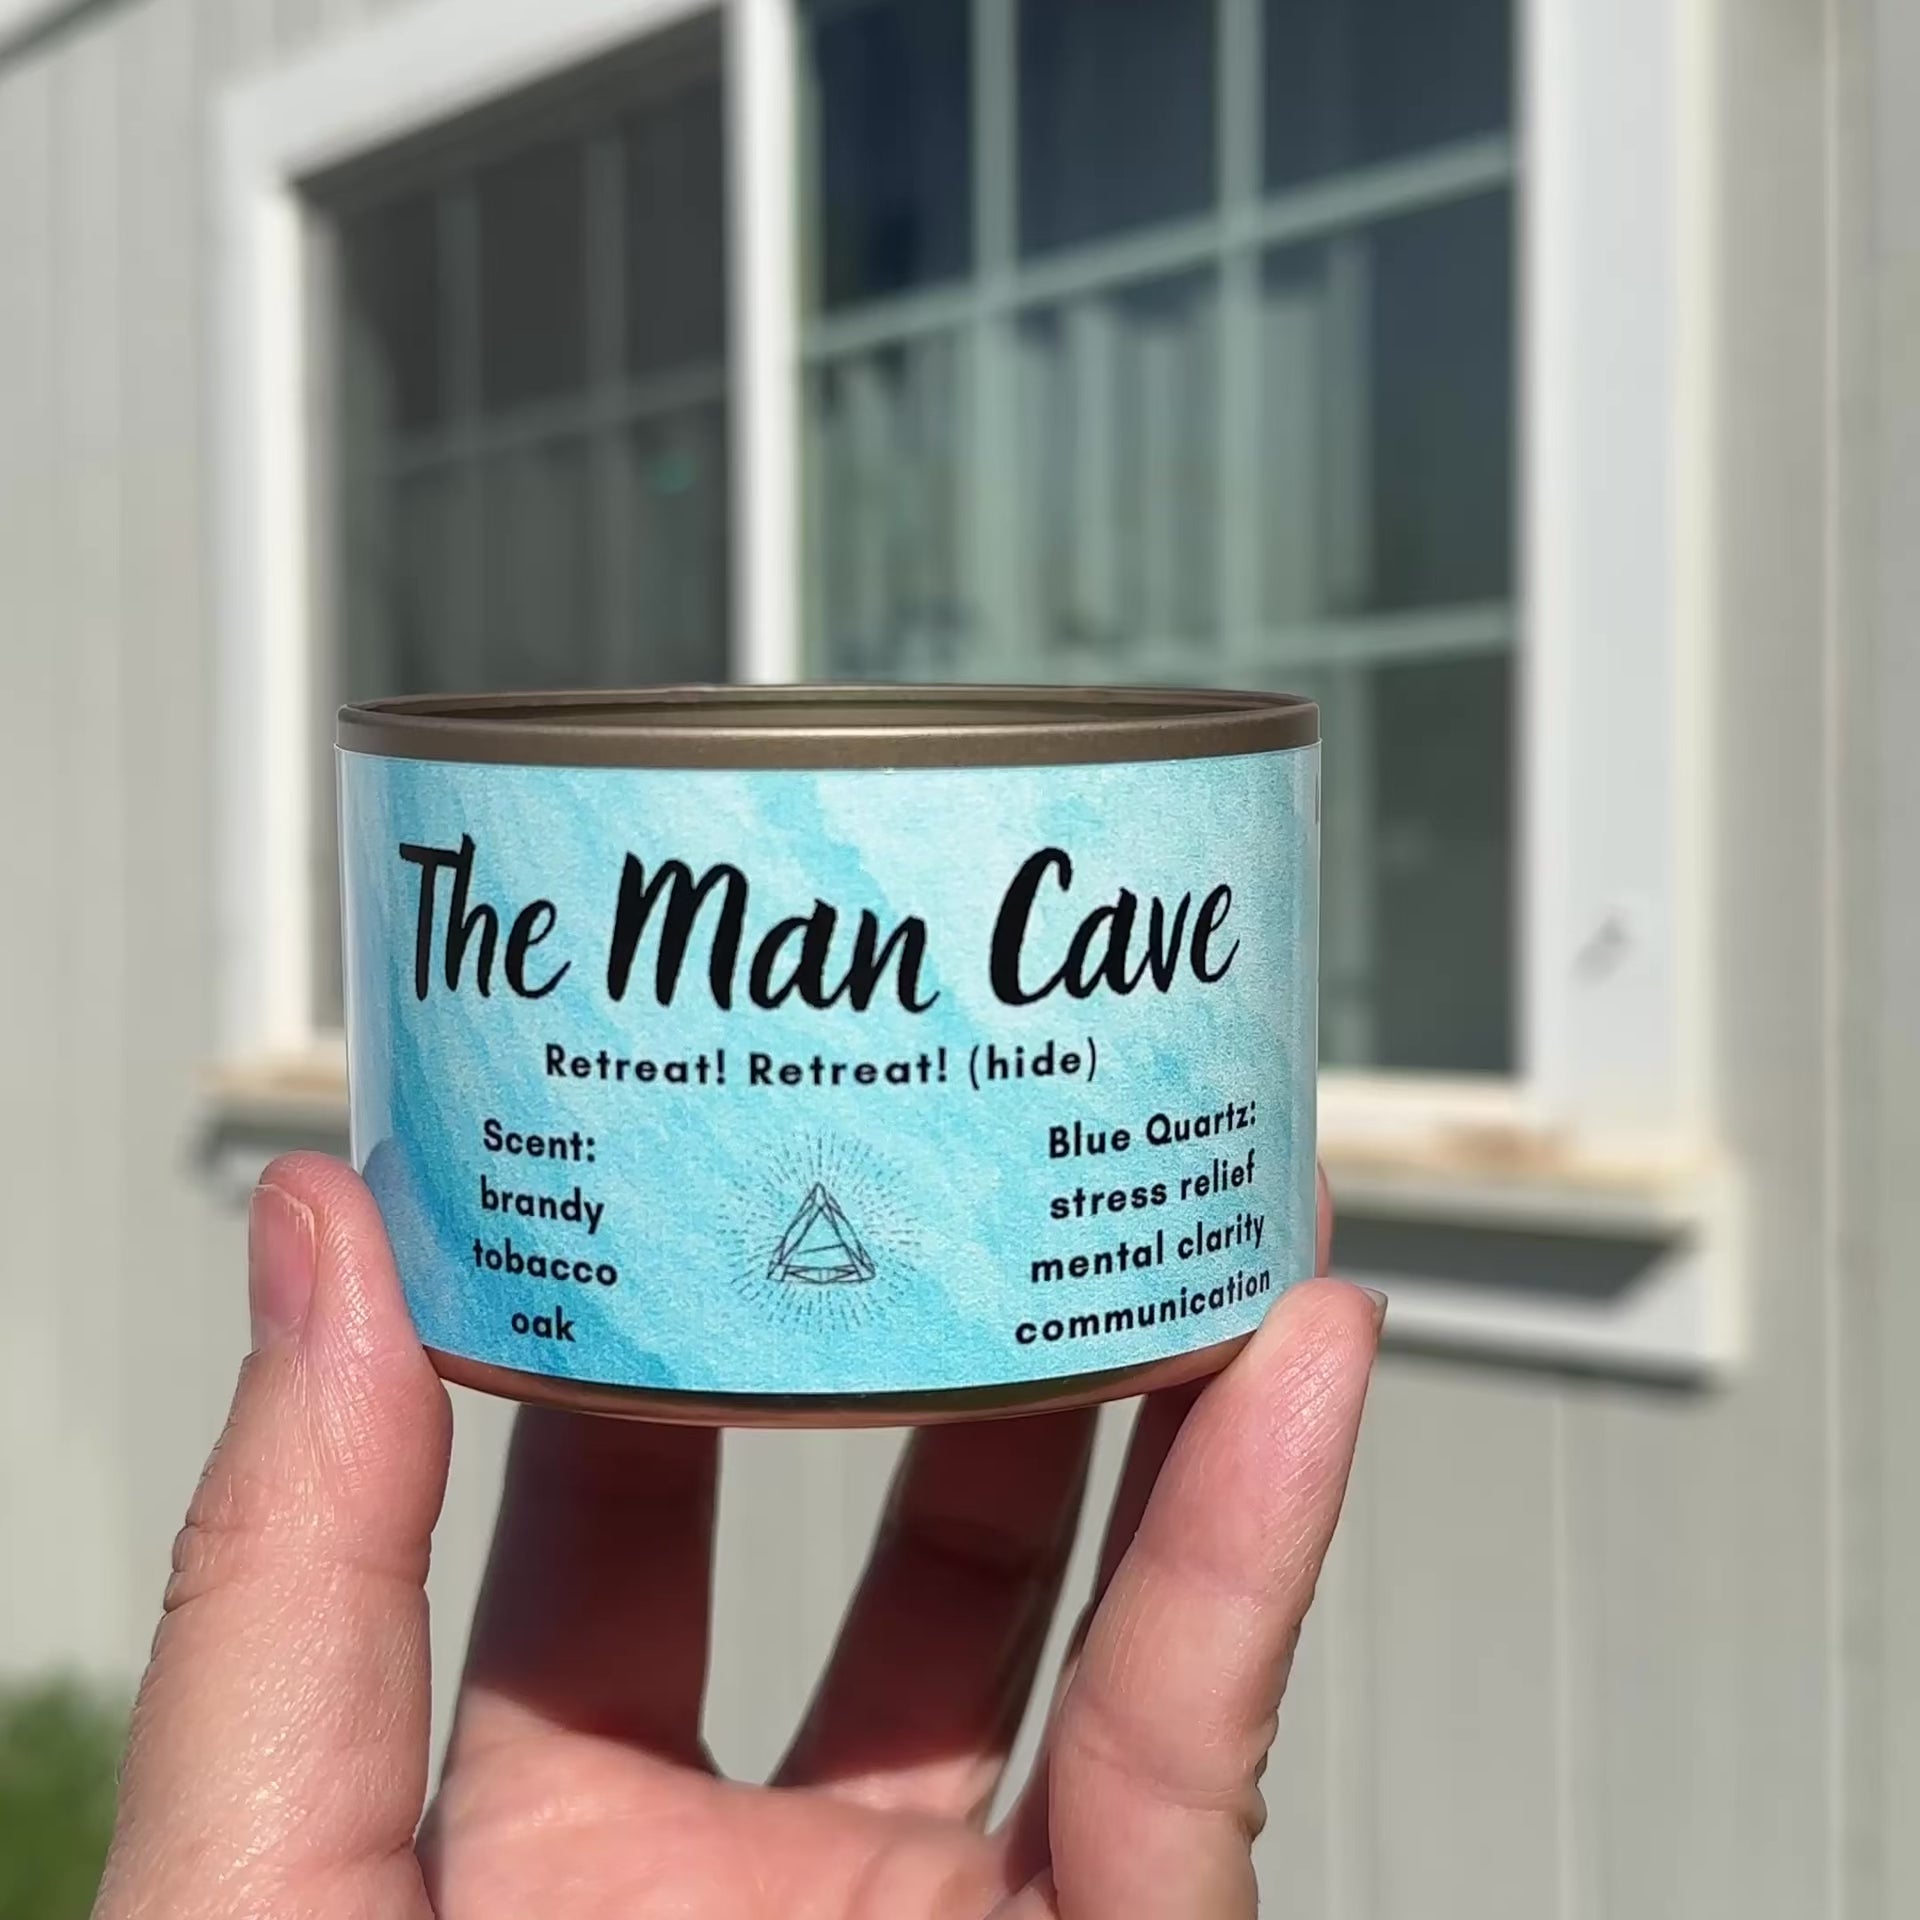 The Man Cave
Retreat! Retreat! (hide)
Scent:
brandy
tobacco
oak
Blue Quartz:
stress relief
mental clarity
communication